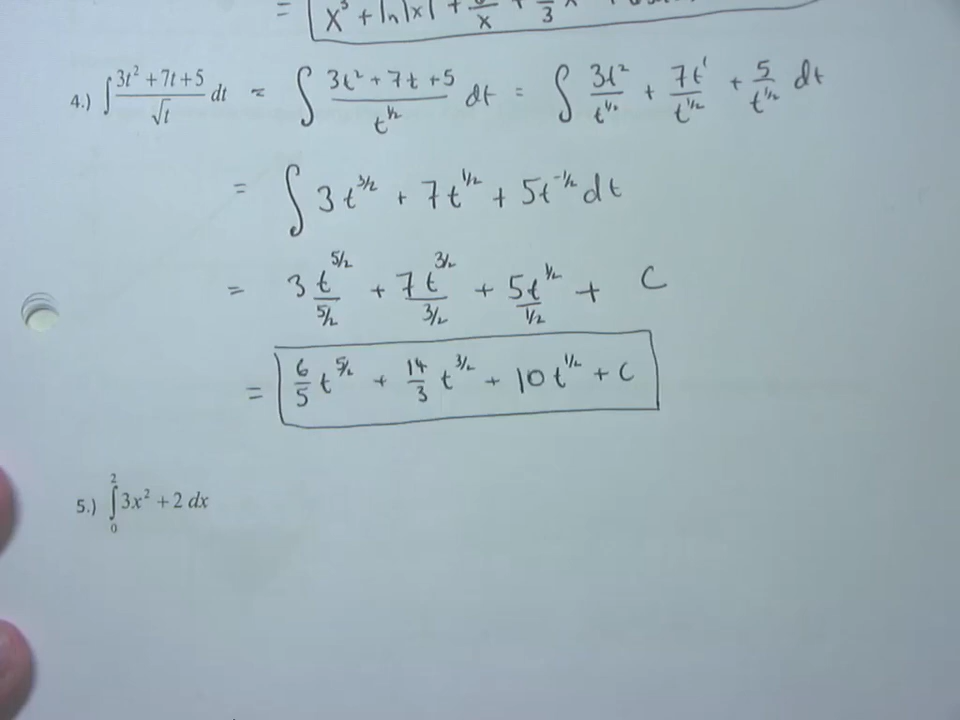 = x³ + ln|x| +
4.) ∫ (3t² + 7t + 5)/√t dt = ∫ (3t² + 7t + 5)/t^(1/2) dt = ∫ 3t²/t^(1/2) + 7t¹/t^(1/2) + 5/t^(1/2) dt
= ∫ 3t^(3/2) + 7t^(1/2) + 5t^(-1/2) dt
= 3 t^(5/2)/(5/2) + 7 t^(3/2)/(3/2) + 5t^(1/2)/(1/2) + C
= 6/5 t^(5/2) + 14/3 t^(3/2) + 10t^(1/2) + C
5.) ∫₀² 3x² + 2 dx